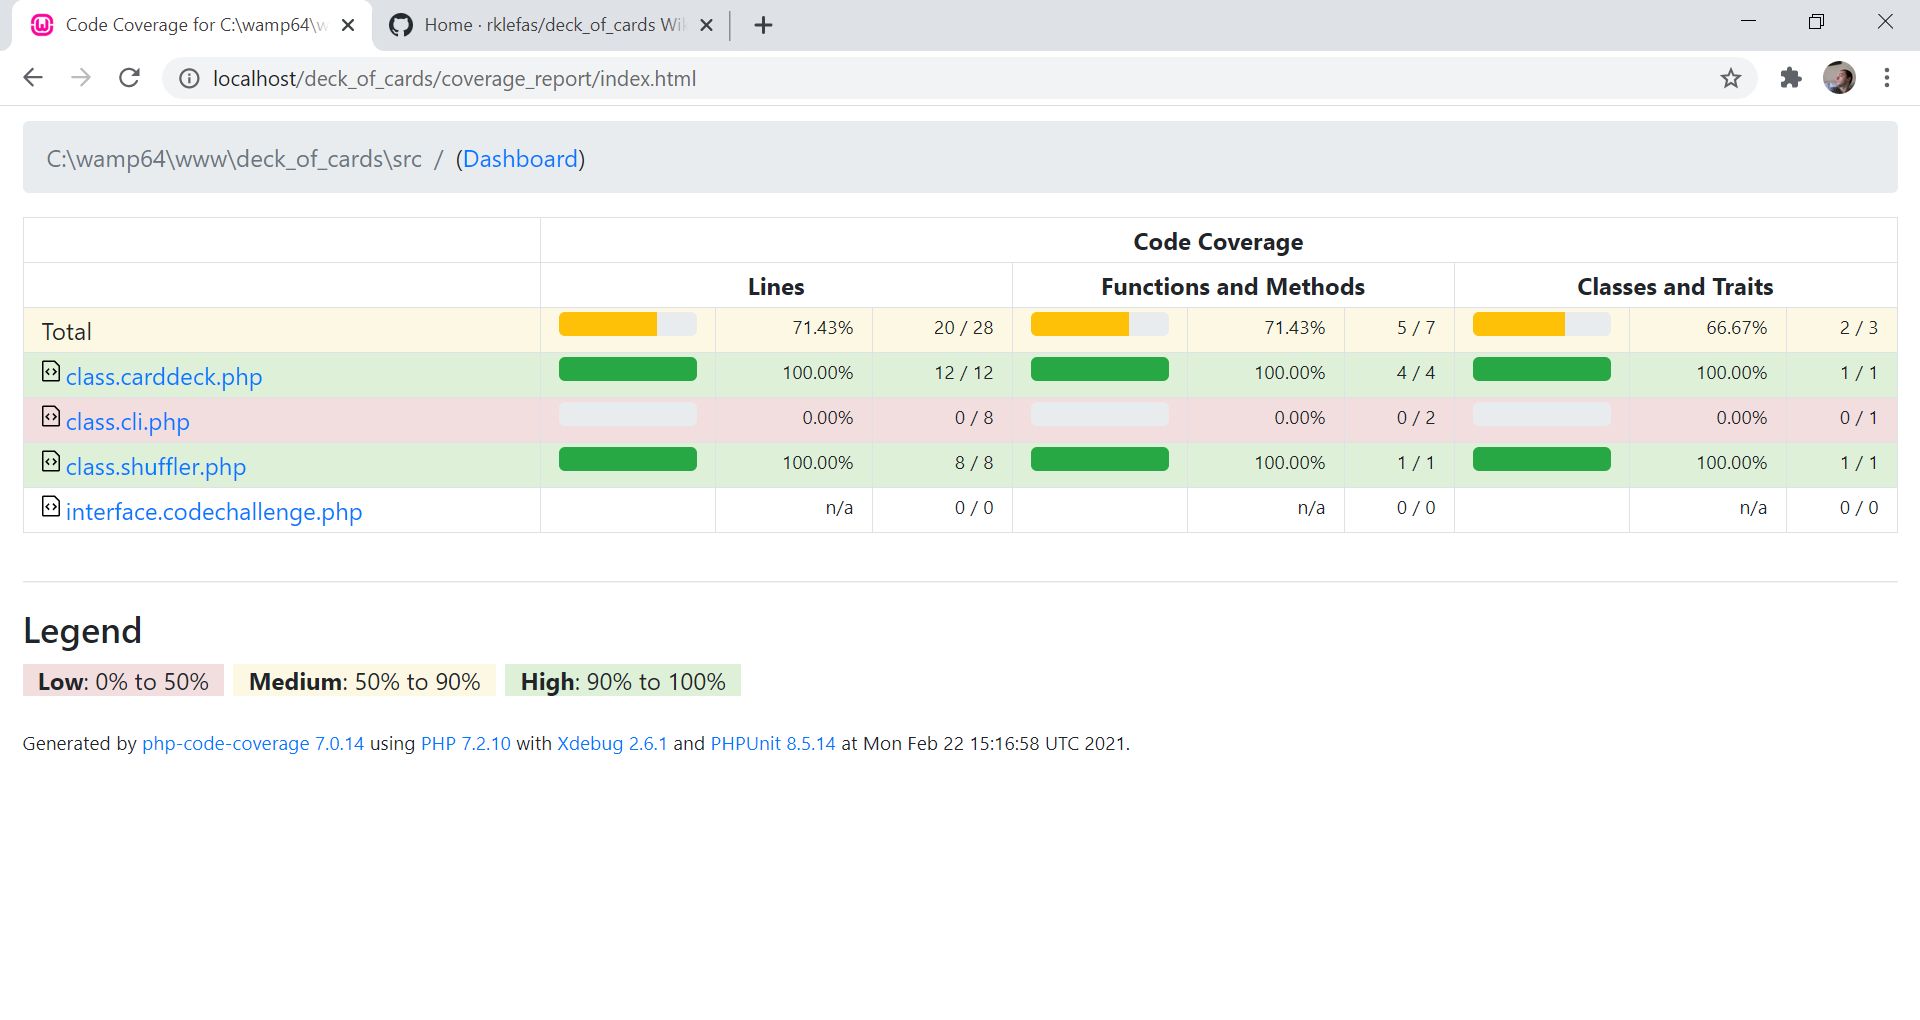 Code Coverage for C:\wamp64\w
Home · rklefas/deck_of_cards Wi
localhost/deck_of_cards/coverage_report/index.html
C:\wamp64\www\deck_of_cards\src / (Dashboard)
Code Coverage
Lines Functions and Methods Classes and Traits
Total 71.43% 20 / 28 71.43% 5 / 7 66.67% 2 / 3
class.carddeck.php 100.00% 12 / 12 100.00% 4 / 4 100.00% 1 / 1
class.cli.php 0.00% 0 / 8 0.00% 0 / 2 0.00% 0 / 1
class.shuffler.php 100.00% 8 / 8 100.00% 1 / 1 100.00% 1 / 1
interface.codechallenge.php n/a 0 / 0 n/a 0 / 0 n/a 0 / 0
Legend
Low: 0% to 50% Medium: 50% to 90% High: 90% to 100%
Generated by php-code-coverage 7.0.14 using PHP 7.2.10 with Xdebug 2.6.1 and PHPUnit 8.5.14 at Mon Feb 22 15:16:58 UTC 2021.